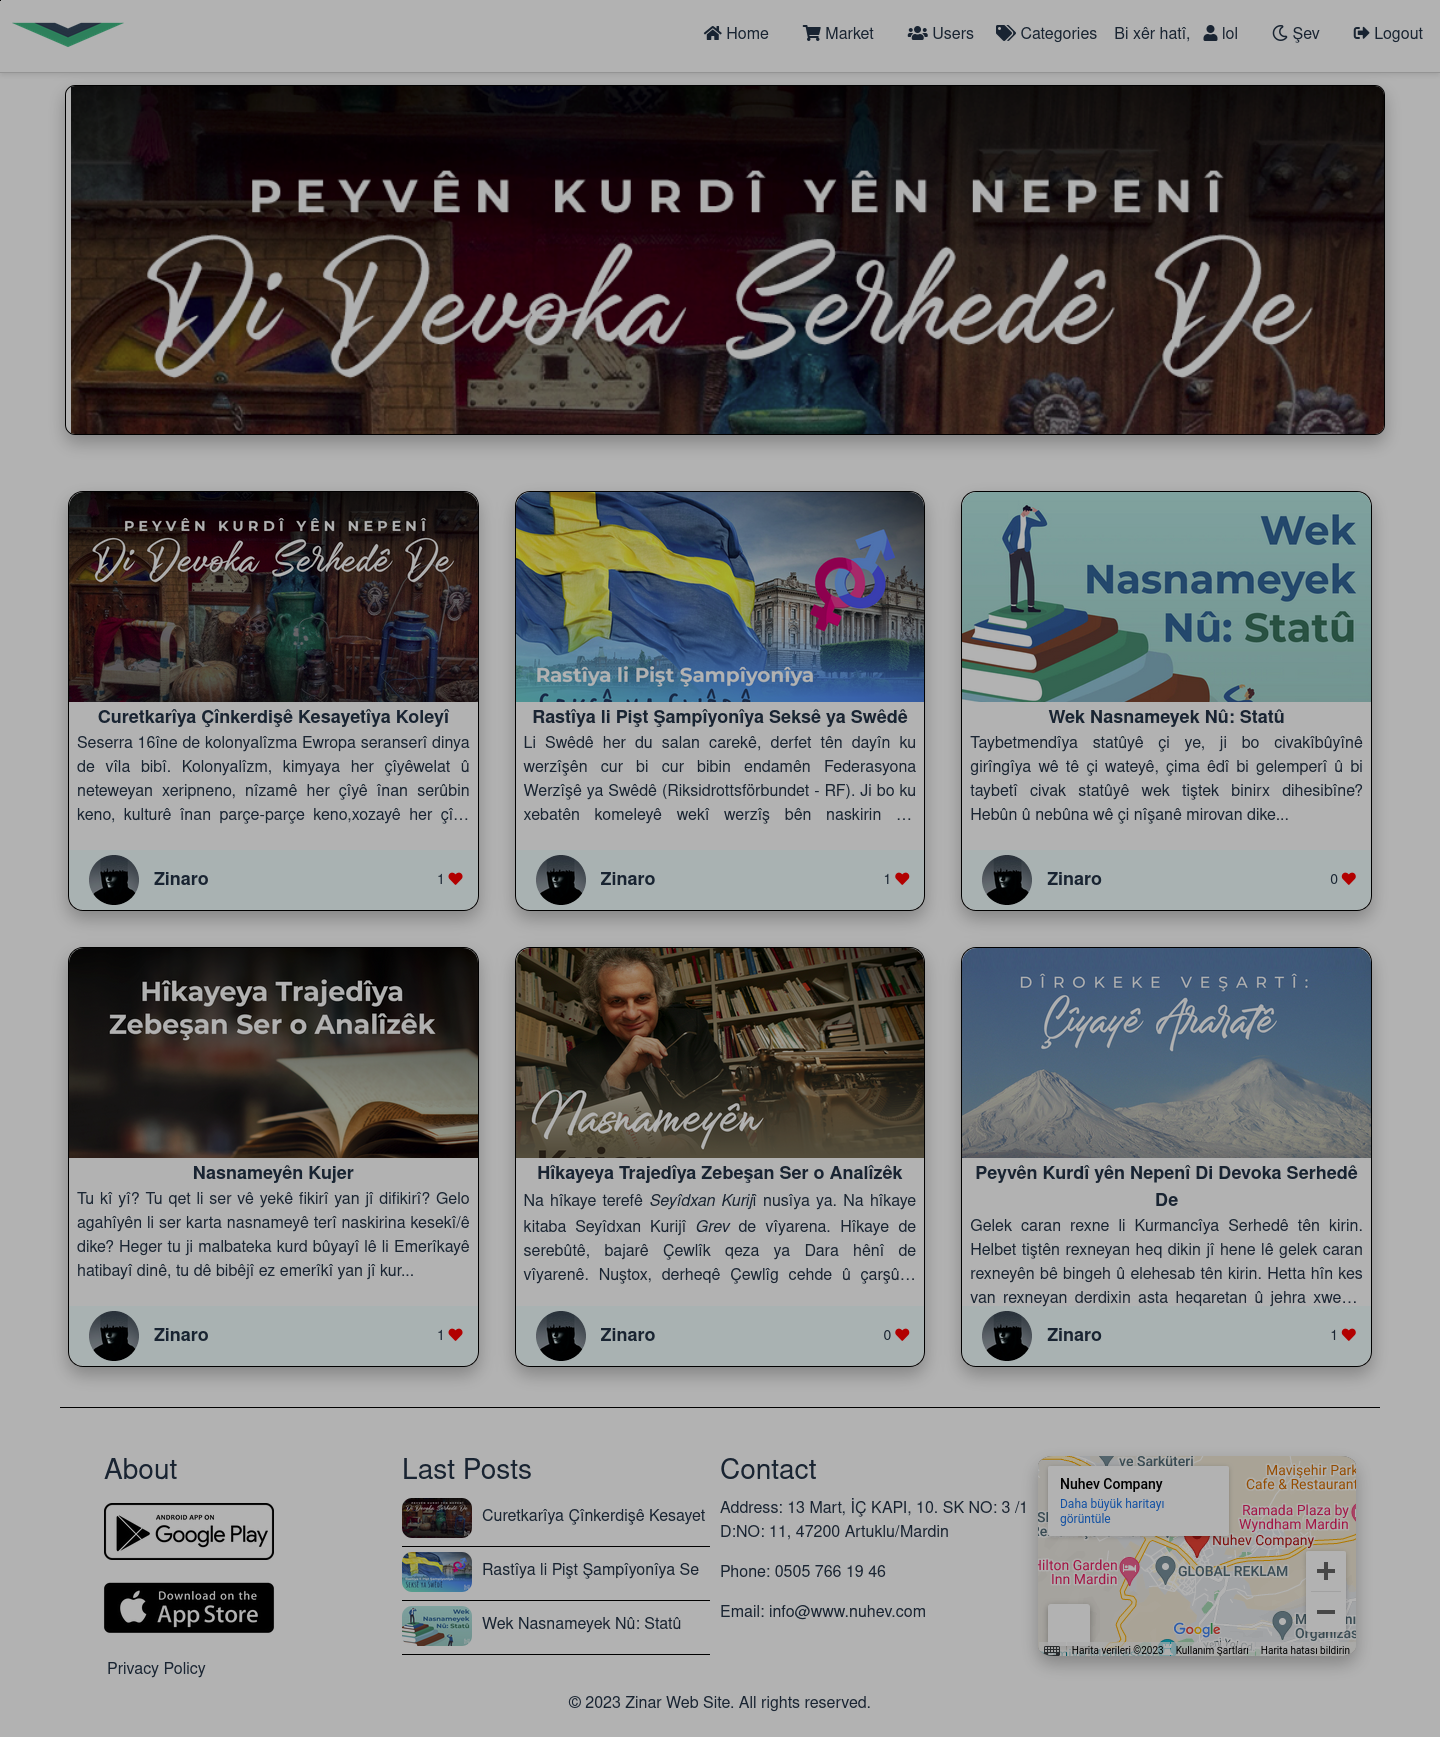 Home Market Users Categories Bi xêr hatî, lol Şev Logout
PEYVÊN KURDÎ YÊN NEPENÎ
Di Devoka Serhedê De
PEYVÊN KURDÎ YÊN NEPENÎ
Di Devoka Serhedê De
Curetkarîya Çînkerdişê Kesayetîya Koleyî
Seserra 16îne de kolonyalîzma Ewropa seranserî dinya
de vîla bibî. Kolonyalîzm, kimyaya her çîyêwelat û
neteweyan xeripneno, nîzamê her çîyê înan serûbin
keno, kulturê înan parçe-parçe keno,xozayê her çî...
Zinaro
1
Rastîya li Pişt Şampîyonîya
Rastîya li Pişt Şampîyonîya Seksê ya Swêdê
Li Swêdê her du salan carekê, derfet tên dayîn ku
werzîşên cur bi cur bibin endamên Federasyona
Werzîşê ya Swêdê (Riksidrottsförbundet - RF). Ji bo ku
xebatên komeleyê wekî werzîş bên naskirin ...
Zinaro
1
Wek
Nasnameyek
Nû: Statû
Wek Nasnameyek Nû: Statû
Taybetmendîya statûyê çi ye, ji bo civakîbûyînê
girîngîya wê tê çi wateyê, çima êdî bi gelemperî û bi
taybetî civak statûyê wek tiştek binirx dihesibîne?
Hebûn û nebûna wê çi nîşanê mirovan dike...
Zinaro
0
Hîkayeya Trajedîya
Zebeşan Ser o Analîzêk
Nasnameyên Kujer
Tu kî yî? Tu qet li ser vê yekê fikirî yan jî difikirî? Gelo
agahîyên li ser karta nasnameyê terî naskirina kesekî/ê
dike? Heger tu ji malbateka kurd bûyayî lê li Emerîkayê
hatibayî dinê, tu dê bibêjî ez emerîkî yan jî kur...
Zinaro
1
Nasnameyên
Kujer
Hîkayeya Trajedîya Zebeşan Ser o Analîzêk
Na hîkaye terefê Seyîdxan Kurijî nusîya ya. Na hîkaye
kitaba Seyîdxan Kurijî Grev de vîyarena. Hîkaye de
serebûtê, bajarê Çewlîk qeza ya Dara hênî de
vîyarenê. Nuştox, derheqê Çewlîg cehde û çarşû...
Zinaro
0
DÎROKEKE VEŞARTÎ:
Çîyayê Araratê
Peyvên Kurdî yên Nepenî Di Devoka Serhedê
De
Gelek caran rexne li Kurmancîya Serhedê tên kirin.
Helbet tiştên rexneyan heq dikin jî hene lê gelek caran
rexneyên bê bingeh û elehesab tên kirin. Hetta hîn kes
van rexneyan derdixin asta heqaretan û jehra xwe...
Zinaro
1
About
ANDROID APP ON
Google Play
Download on the
App Store
Privacy Policy
Last Posts
Curetkarîya Çînkerdişê Kesayet
Rastîya li Pişt Şampîyonîya Se
Wek
Nasnameyek
Nû: Statû
Wek Nasnameyek Nû: Statû
Contact
Address: 13 Mart, İÇ KAPI, 10. SK NO: 3 /1
D:NO: 11, 47200 Artuklu/Mardin
Phone: 0505 766 19 46
Email: info@www.nuhev.com
ve Şarküteri
Nuhev Company
Daha büyük haritayı
görüntüle
Mavişehir Park
Cafe & Restaurant
Ramada Plaza by
Wyndham Mardin
Nuhev Company
Hilton Garden
Inn Mardin
GLOBAL REKLAM
Google
Harita verileri ©2023 Kullanım Şartları Harita hatası bildirin
© 2023 Zinar Web Site. All rights reserved.